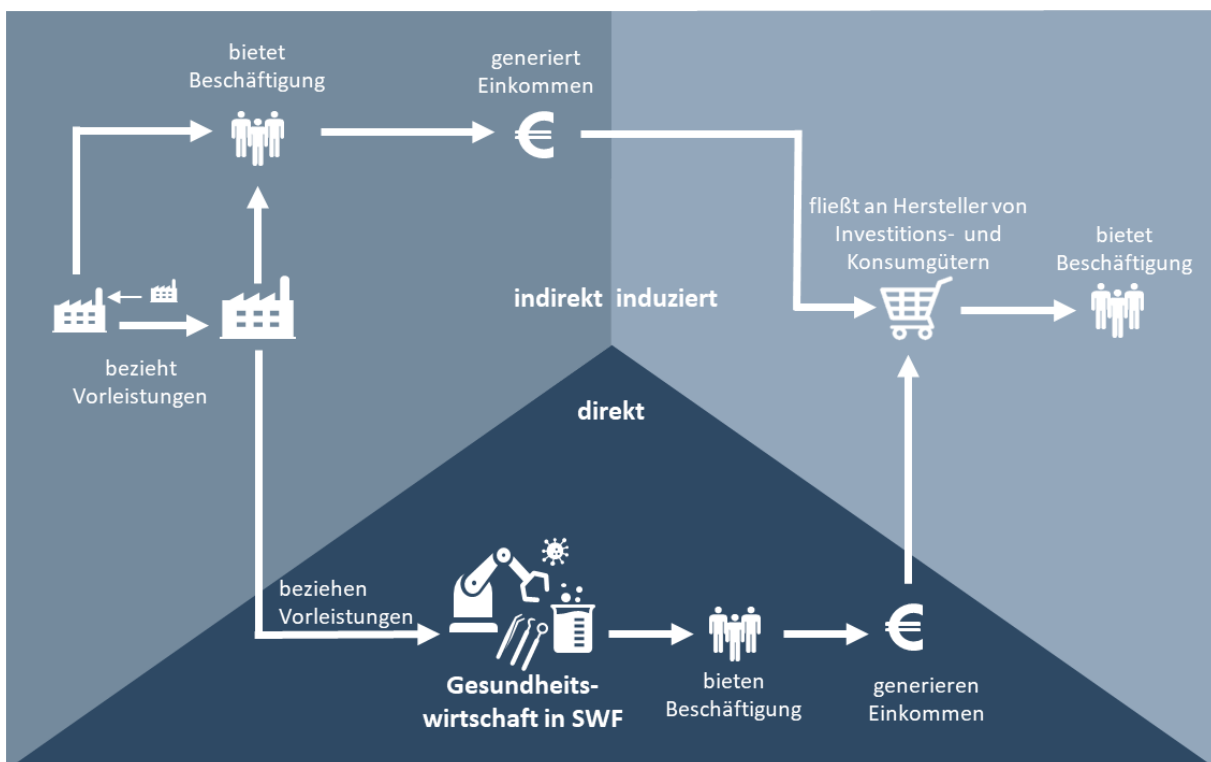 bietet
Beschäftigung
generiert
Einkommen
€
fließt an Hersteller von
Investitions- und
Konsumgütern
bietet
Beschäftigung
indirekt induziert
bezieht
Vorleistungen
direkt
beziehen
Vorleistungen
€
Gesundheits-
wirtschaft in SWF
bieten
Beschäftigung
generieren
Einkommen